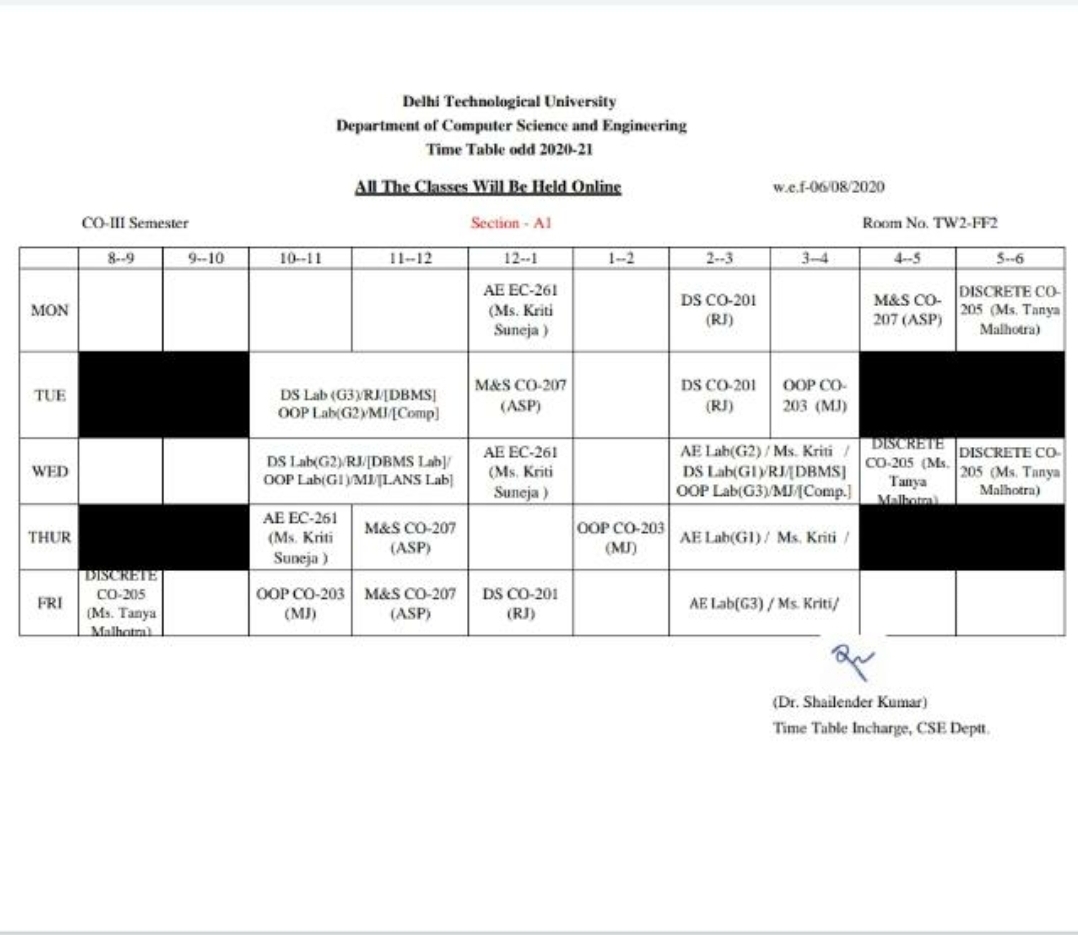 Delhi Technological University
Department of Computer Science and Engineering
Time Table odd 2020-21
All The Classes Will Be Held Online
w.e.f-06/08/2020
CO-III Semester
Section - A1
Room No. TW2-FF2
8--9 9--10 10--11 11--12 12--1 1--2 2--3 3--4 4--5 5--6
MON
AE EC-261
(Ms. Kriti
Suneja )
DS CO-201
(RJ)
M&S CO-
207 (ASP)
DISCRETE CO-
205 (Ms. Tanya
Malhotra)
TUE
DS Lab (G3)/RJ/[DBMS]
OOP Lab(G2)/MJ/[Comp]
M&S CO-207
(ASP)
DS CO-201
(RJ)
OOP CO-
203 (MJ)
WED
DS Lab(G2)/RJ/[DBMS Lab]/
OOP Lab(G1)/MJ/[LANS Lab]
AE EC-261
(Ms. Kriti
Suneja )
AE Lab(G2) / Ms. Kriti /
DS Lab(G1)/RJ/[DBMS]
OOP Lab(G3)/MJ/[Comp.]
DISCRETE
CO-205 (Ms.
Tanya
Malhotra)
DISCRETE CO-
205 (Ms. Tanya
Malhotra)
THUR
AE EC-261
(Ms. Kriti
Suneja )
M&S CO-207
(ASP)
OOP CO-203
(MJ)
AE Lab(G1) / Ms. Kriti /
FRI
DISCRETE
CO-205
(Ms. Tanya
Malhotra)
OOP CO-203
(MJ)
M&S CO-207
(ASP)
DS CO-201
(RJ)
AE Lab(G3) / Ms. Kriti/
(Dr. Shailender Kumar)
Time Table Incharge, CSE Deptt.